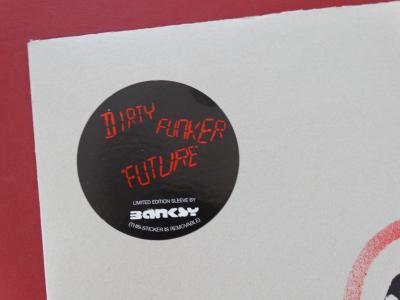 DIRTY
FUNKER
FUTURE
LIMITED EDITION SLEEVE BY
BANKSY
(THIS STICKER IS REMOVABLE)